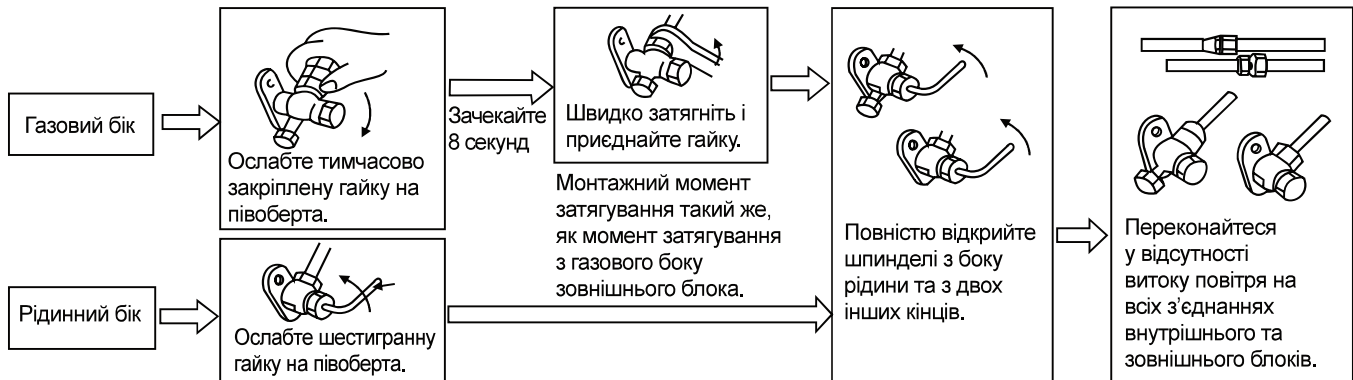 Газовий бік
Ослабте тимчасово
закріплену гайку на
півоберта.
Зачекайте
8 секунд
Швидко затягніть і
приєднайте гайку.
Монтажний момент
затягування такий же,
як момент затягування
з газового боку
зовнішнього блока.
Рідинний бік
Ослабте шестигранну
гайку на півоберта.
Повністю відкрийте
шпинделі з боку
рідини та з двох
інших кінців.
Переконайтеся
у відсутності
витоку повітря на
всіх з’єднаннях
внутрішнього та
зовнішнього блоків.